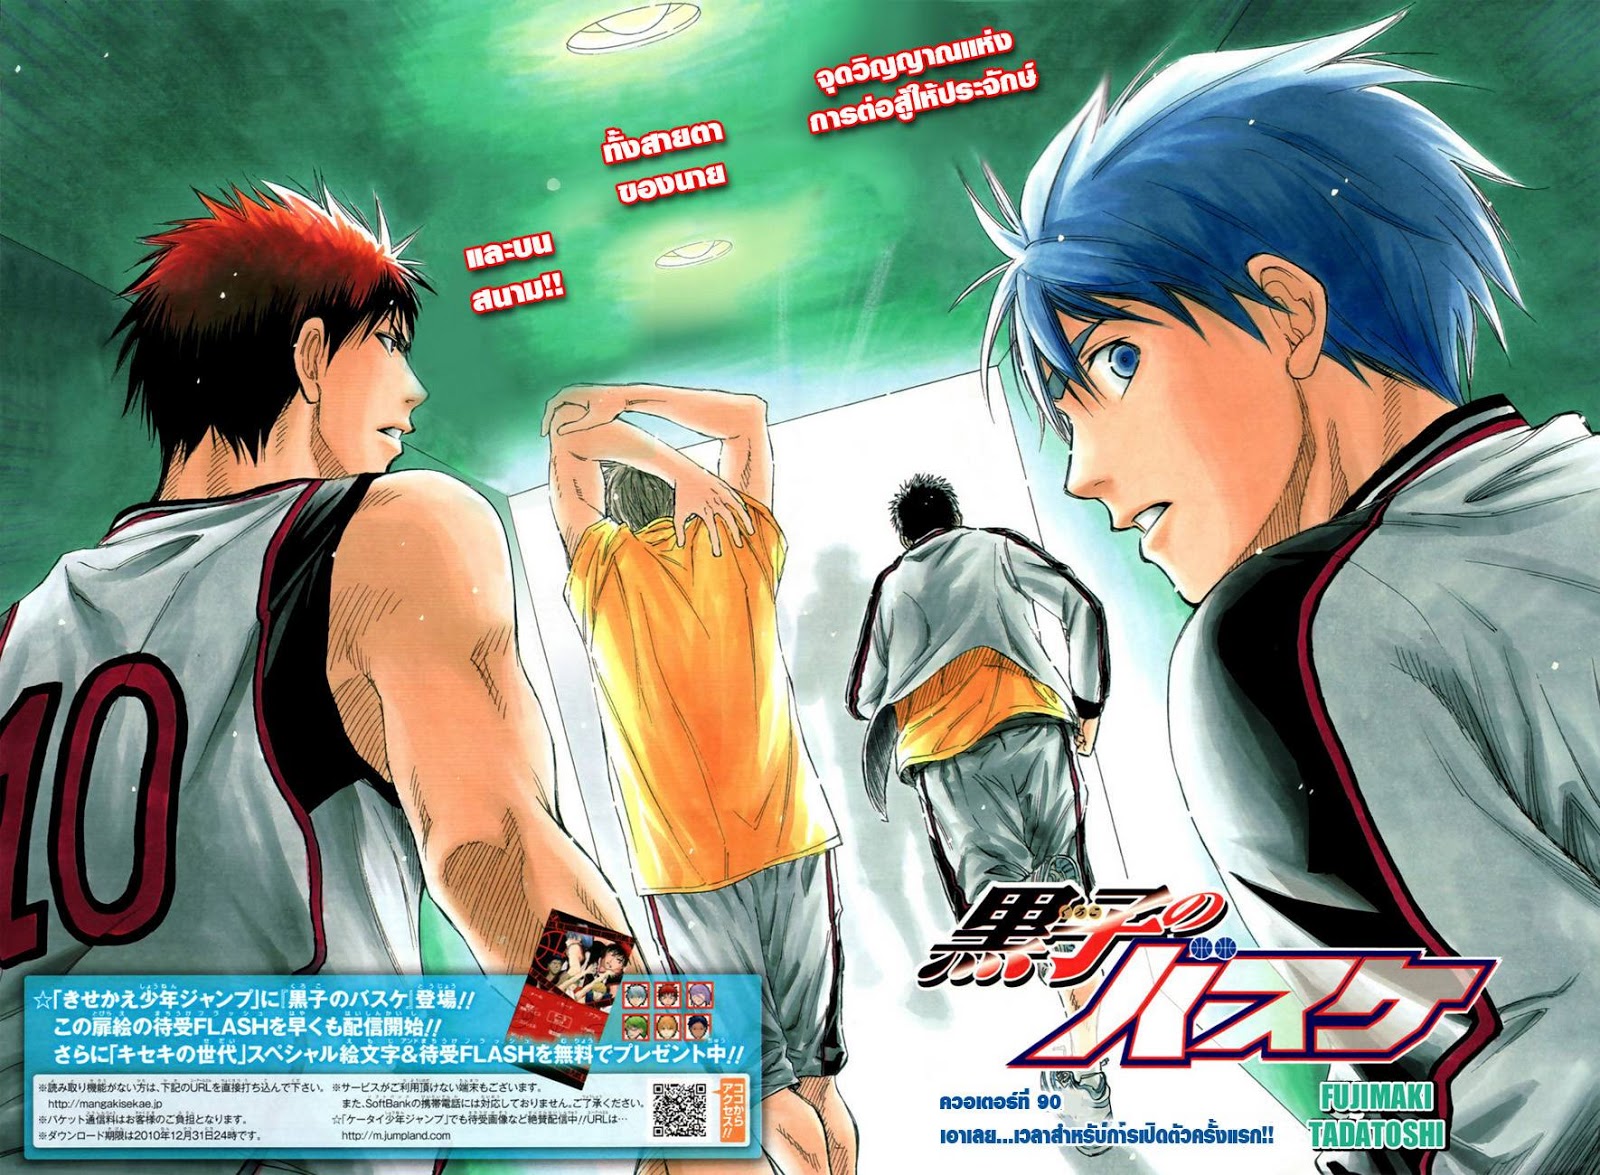 จุดวิญญาณแห่ง
การต่อสู้ให้ประจักษ์
ทั้งสายตา
ของนาย
และบน
สนาม!!
10
黒子の
くろこ
バスケ
FUJIMAKI
TADATOSHI
ควอเตอร์ที่ 90
เอาเลย...เวลาสำหรับการเปิดตัวครั้งแรก!!
☆「きせかえ少年ジャンプ」に『黒子のバスケ』登場!!
この扉絵の待受FLASHを早くも配信開始!!
さらに「キセキの世代」スペシャル絵文字&待受FLASHを無料でプレゼント中!!
※読み取り機能がない方は、下記のURLを直接打ち込んで下さい。
http://mangakisekae.jp
※パケット通信料はお客様のご負担となります。
※ダウンロード期限は2010年12月31日24時です。
※サービスがご利用頂けない端末もございます。
また、SoftBankの携帯電話には対応しておりません。ご了承ください。
☆「ケータイ少年ジャンプ」でも待受画像など絶賛配信中!!URLは…
http://m.jumpland.com
ココから
アクセス!!